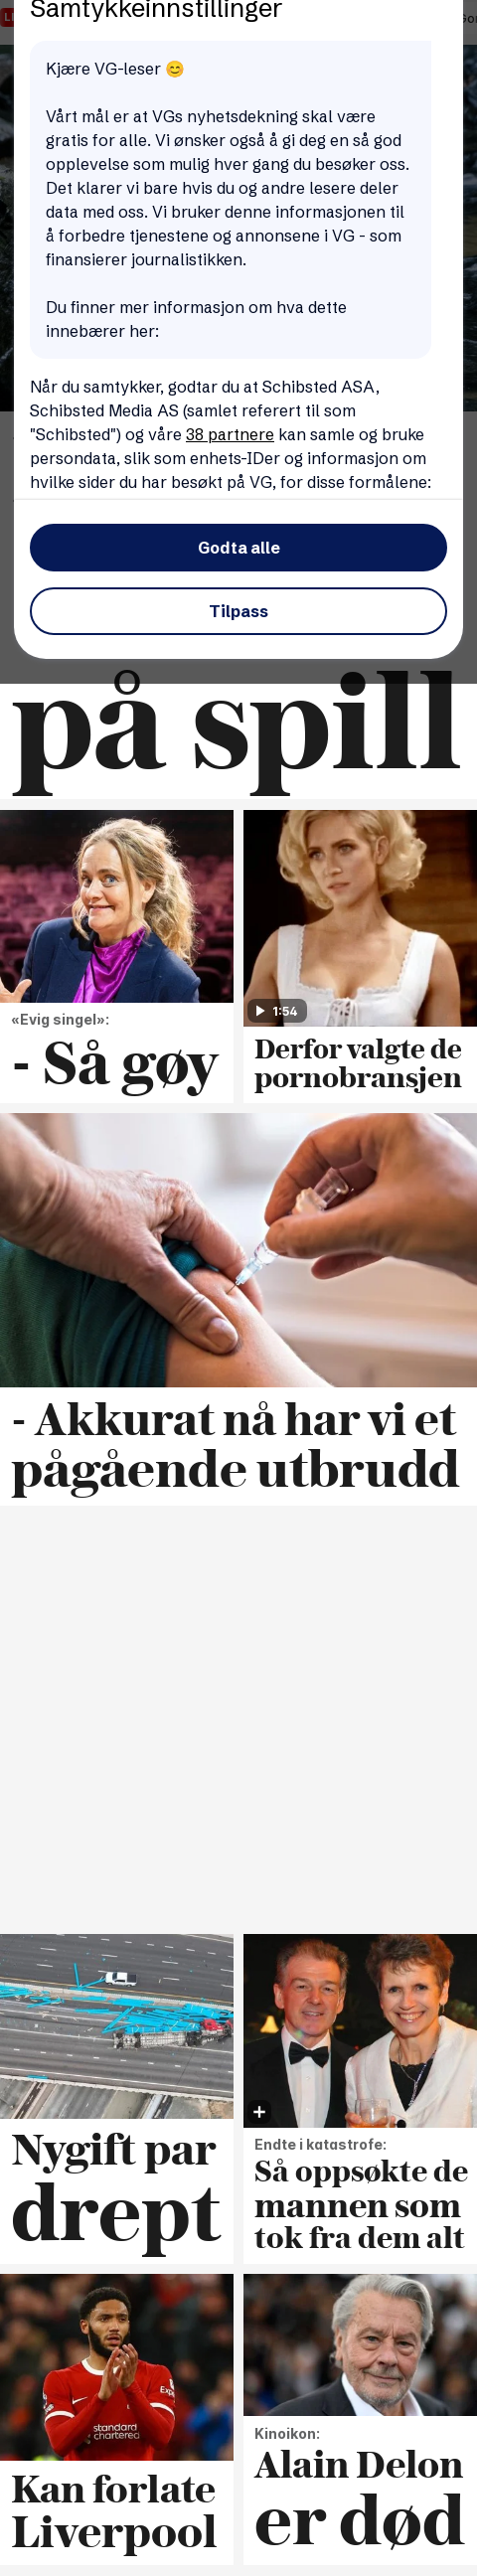 Samtykkeinnstillinger
Kjære VG-leser 😊
Vårt mål er at VGs nyhetsdekning skal være
gratis for alle. Vi ønsker også å gi deg en så god
opplevelse som mulig hver gang du besøker oss.
Det klarer vi bare hvis du og andre lesere deler
data med oss. Vi bruker denne informasjonen til
å forbedre tjenestene og annonsene i VG - som
finansierer journalistikken.
Du finner mer informasjon om hva dette
innebærer her:
Når du samtykker, godtar du at Schibsted ASA,
Schibsted Media AS (samlet referert til som
"Schibsted") og våre 38 partnere kan samle og bruke
persondata, slik som enhets-IDer og informasjon om
hvilke sider du har besøkt på VG, for disse formålene:
Godta alle
Tilpass
på spill
«Evig singel»:
- Så gøy
1:54
Derfor valgte de
pornobransjen
- Akkurat nå har vi et
pågående utbrudd
Nygift par
drept
Endte i katastrofe:
Så oppsøkte de
mannen som
tok fra dem alt
standard
chartered
Kan forlate
Liverpool
Kinoikon:
Alain Delon
er død